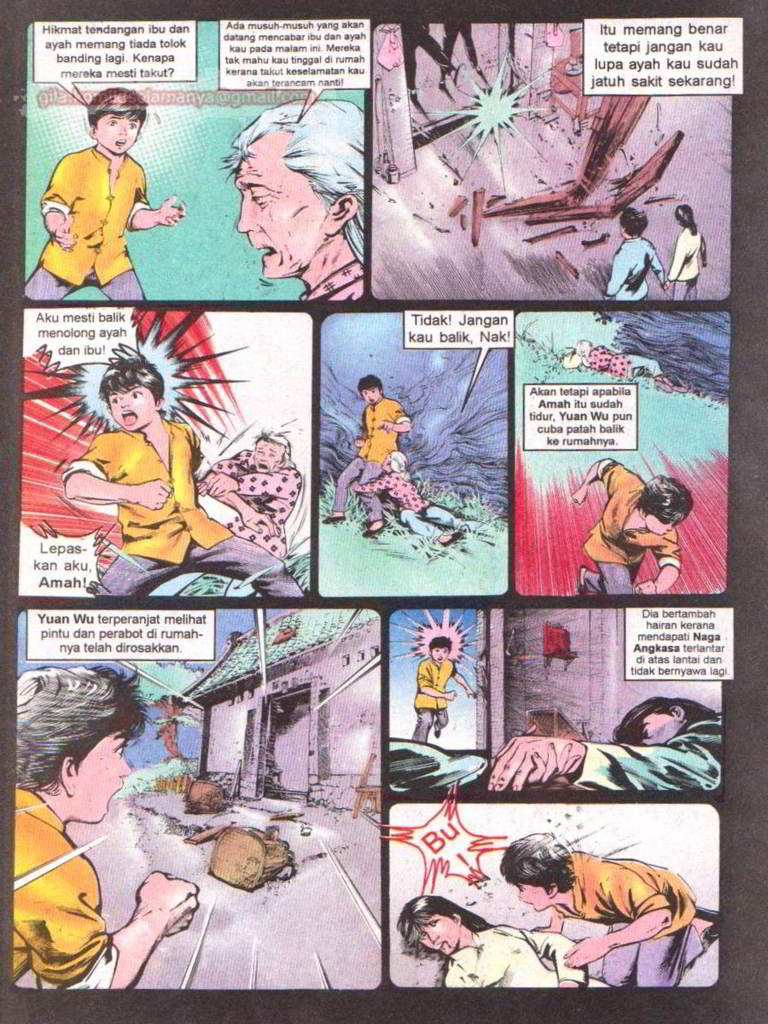 Hikmat tendangan ibu dan
ayah memang tiada tolok
banding lagi. Kenapa
mereka mesti takut?
Ada musuh-musuh yang akan
datang mencabar ibu dan ayah
kau pada malam ini. Mereka
tak mahu kau tinggal di rumah
kerana takut keselamatan kau
akan terancam nanti!
@gmail.com
Itu memang benar
tetapi jangan kau
lupa ayah kau sudah
jatuh sakit sekarang!
Aku mesti balik
menolong ayah
dan ibu!
Lepas-
kan aku,
Amah!
Tidak! Jangan
kau balik, Nak!
Akan tetapi apabila
Amah itu sudah
tidur, Yuan Wu pun
cuba patah balik
ke rumahnya.
Yuan Wu terperanjat melihat
pintu dan perabot di rumah-
nya telah dirosakkan.
Dia bertambah
hairan kerana
mendapati Naga
Angkasa terlantar
di atas lantai dan
tidak bernyawa lagi.
Bu
!